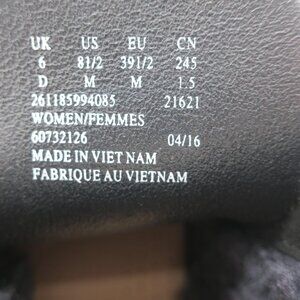 UK US EU CN
6 81/2 391/2 245
D M M 1.5
261185994085 21621
WOMEN/FEMMES
60732126 04/16
MADE IN VIET NAM
FABRIQUE AU VIETNAM